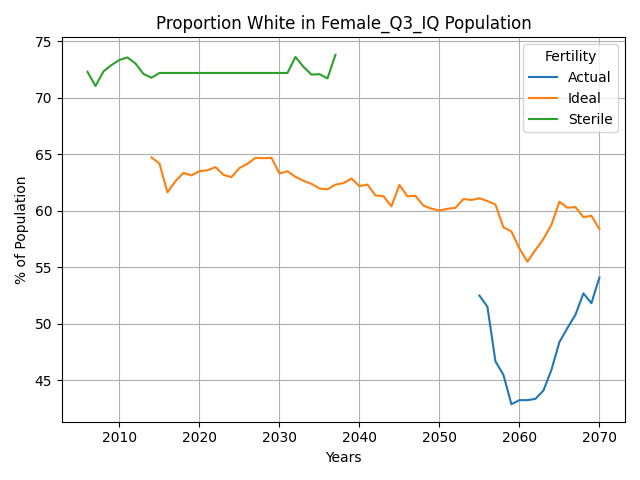 Proportion White in Female_Q3_IQ Population
% of Population
75
70
65
60
55
50
45
Fertility
Actual
Ideal
Sterile
2010 2020 2030 2040 2050 2060 2070
Years